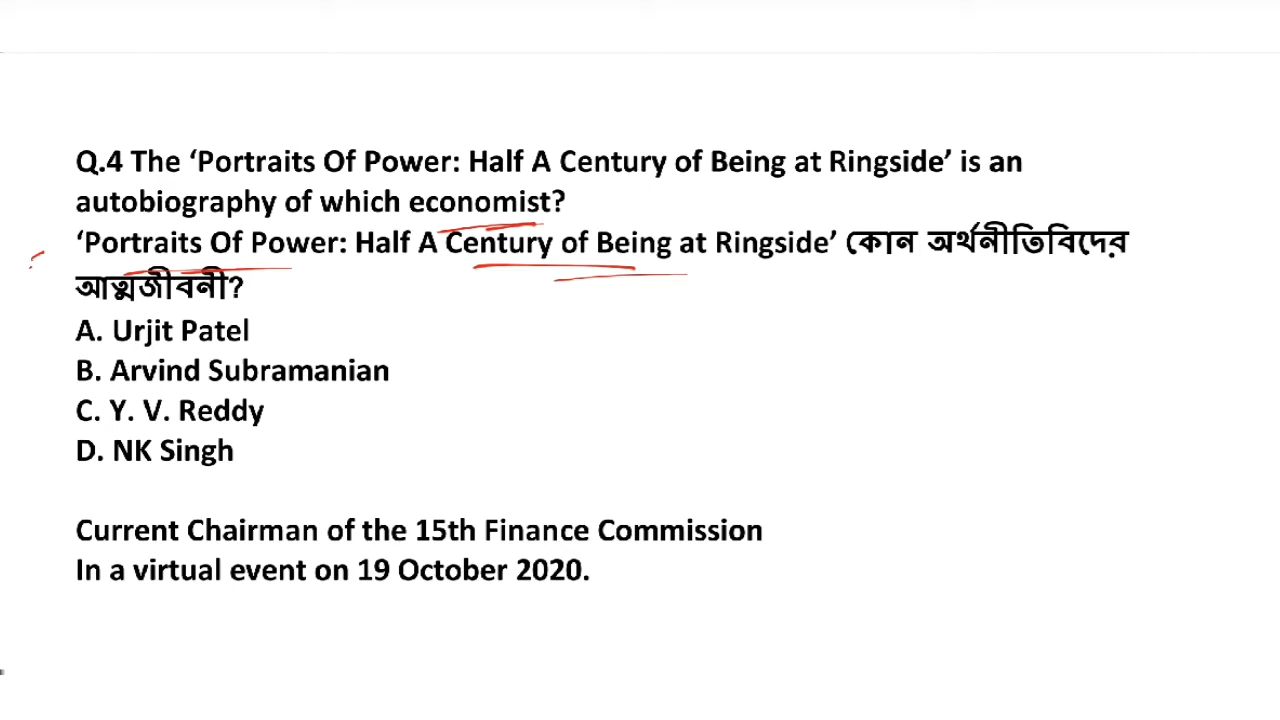 Q.4 The ‘Portraits Of Power: Half A Century of Being at Ringside’ is an
autobiography of which economist?
‘Portraits Of Power: Half A Century of Being at Ringside’ কোন অর্থনীতিবিদের
আত্মজীবনী?
A. Urjit Patel
B. Arvind Subramanian
C. Y. V. Reddy
D. NK Singh
Current Chairman of the 15th Finance Commission
In a virtual event on 19 October 2020.